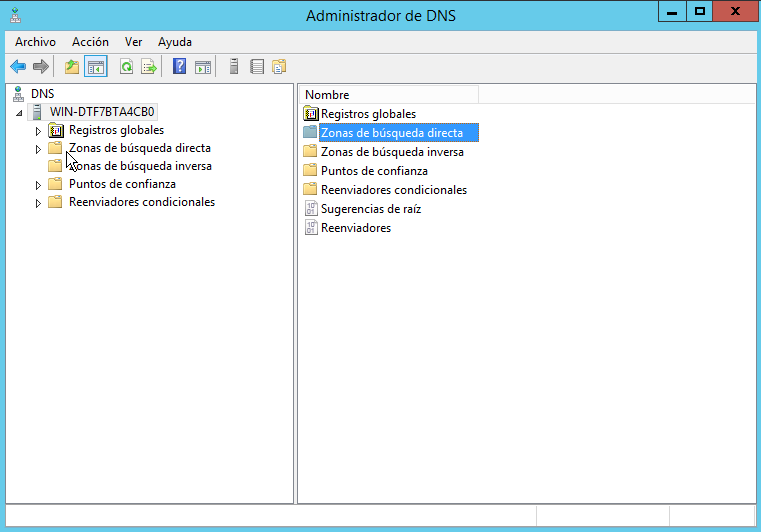 Administrador de DNS
Archivo Acción Ver Ayuda
DNS
WIN-DTF7BTA4CB0
Registros globales
Zonas de búsqueda directa
Zonas de búsqueda inversa
Puntos de confianza
Reenviadores condicionales
Nombre
Registros globales
Zonas de búsqueda directa
Zonas de búsqueda inversa
Puntos de confianza
Reenviadores condicionales
Sugerencias de raíz
Reenviadores